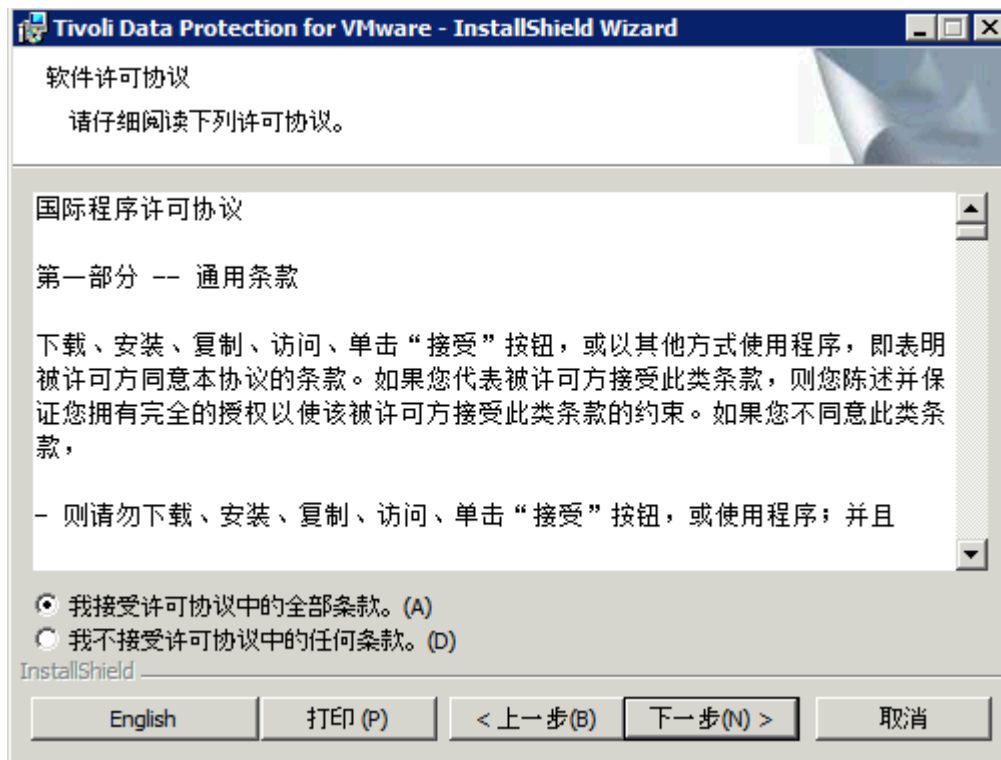 Tivoli Data Protection for VMware - InstallShield Wizard
软件许可协议
请仔细阅读下列许可协议。
国际程序许可协议
第一部分 -- 通用条款
下载、安装、复制、访问、单击“接受”按钮，或以其他方式使用程序，即表明
被许可方同意本协议的条款。如果您代表被许可方接受此类条款，则您陈述并保
证您拥有完全的授权以使该被许可方接受此类条款的约束。如果您不同意此类条
款，
- 则请勿下载、安装、复制、访问、单击“接受”按钮，或使用程序；并且
我接受许可协议中的全部条款。(A)
我不接受许可协议中的任何条款。(D)
InstallShield
English 打印 (P) < 上一步(B) 下一步(N) > 取消